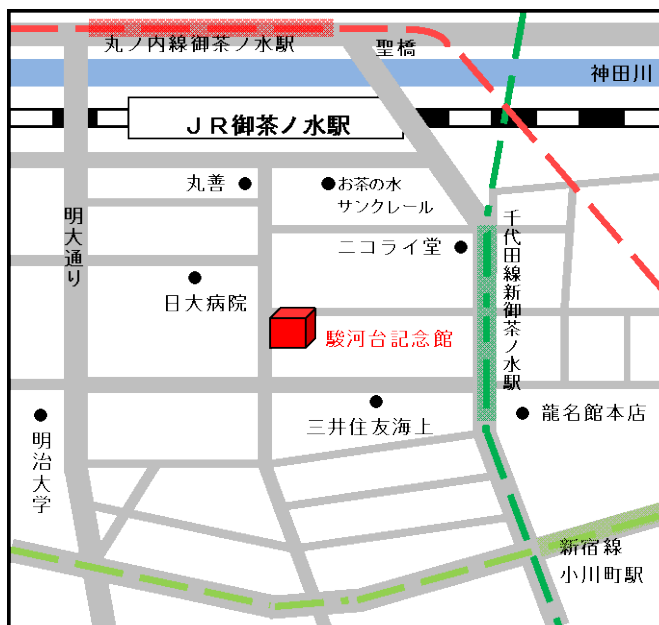 丸ノ内線御茶ノ水駅
聖橋
神田川
ＪＲ御茶ノ水駅
丸善
お茶の水
サンクレール
明大通り
ニコライ堂
千代田線新御茶ノ水駅
日大病院
駿河台記念館
三井住友海上
龍名館本店
明治大学
新宿線
小川町駅